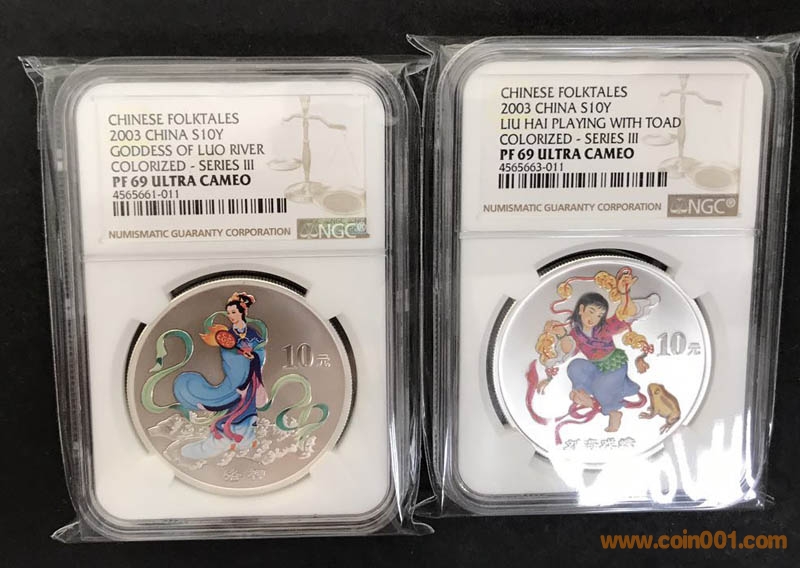 CHINESE FOLKTALES
2003 CHINA S10Y
GODDESS OF LUO RIVER
COLORIZED - SERIES III
PF 69 ULTRA CAMEO
4565661-011
NUMISMATIC GUARANTY CORPORATION NGC®
10元
洛神
CHINESE FOLKTALES
2003 CHINA S10Y
LIU HAI PLAYING WITH TOAD
COLORIZED - SERIES III
PF 69 ULTRA CAMEO
4565663-011
NUMISMATIC GUARANTY CORPORATION NGC®
10元
www.coin001.com